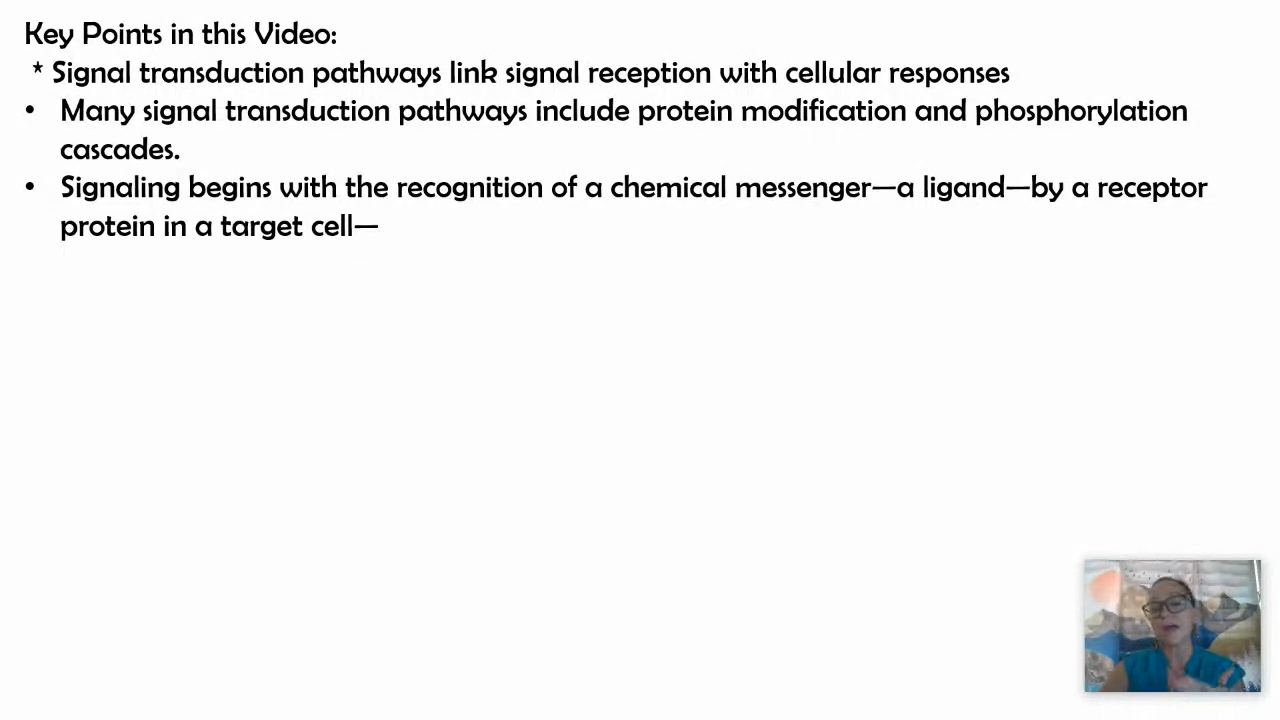 Key Points in this Video:
* Signal transduction pathways link signal reception with cellular responses
• Many signal transduction pathways include protein modification and phosphorylation
cascades.
• Signaling begins with the recognition of a chemical messenger—a ligand—by a receptor
protein in a target cell—